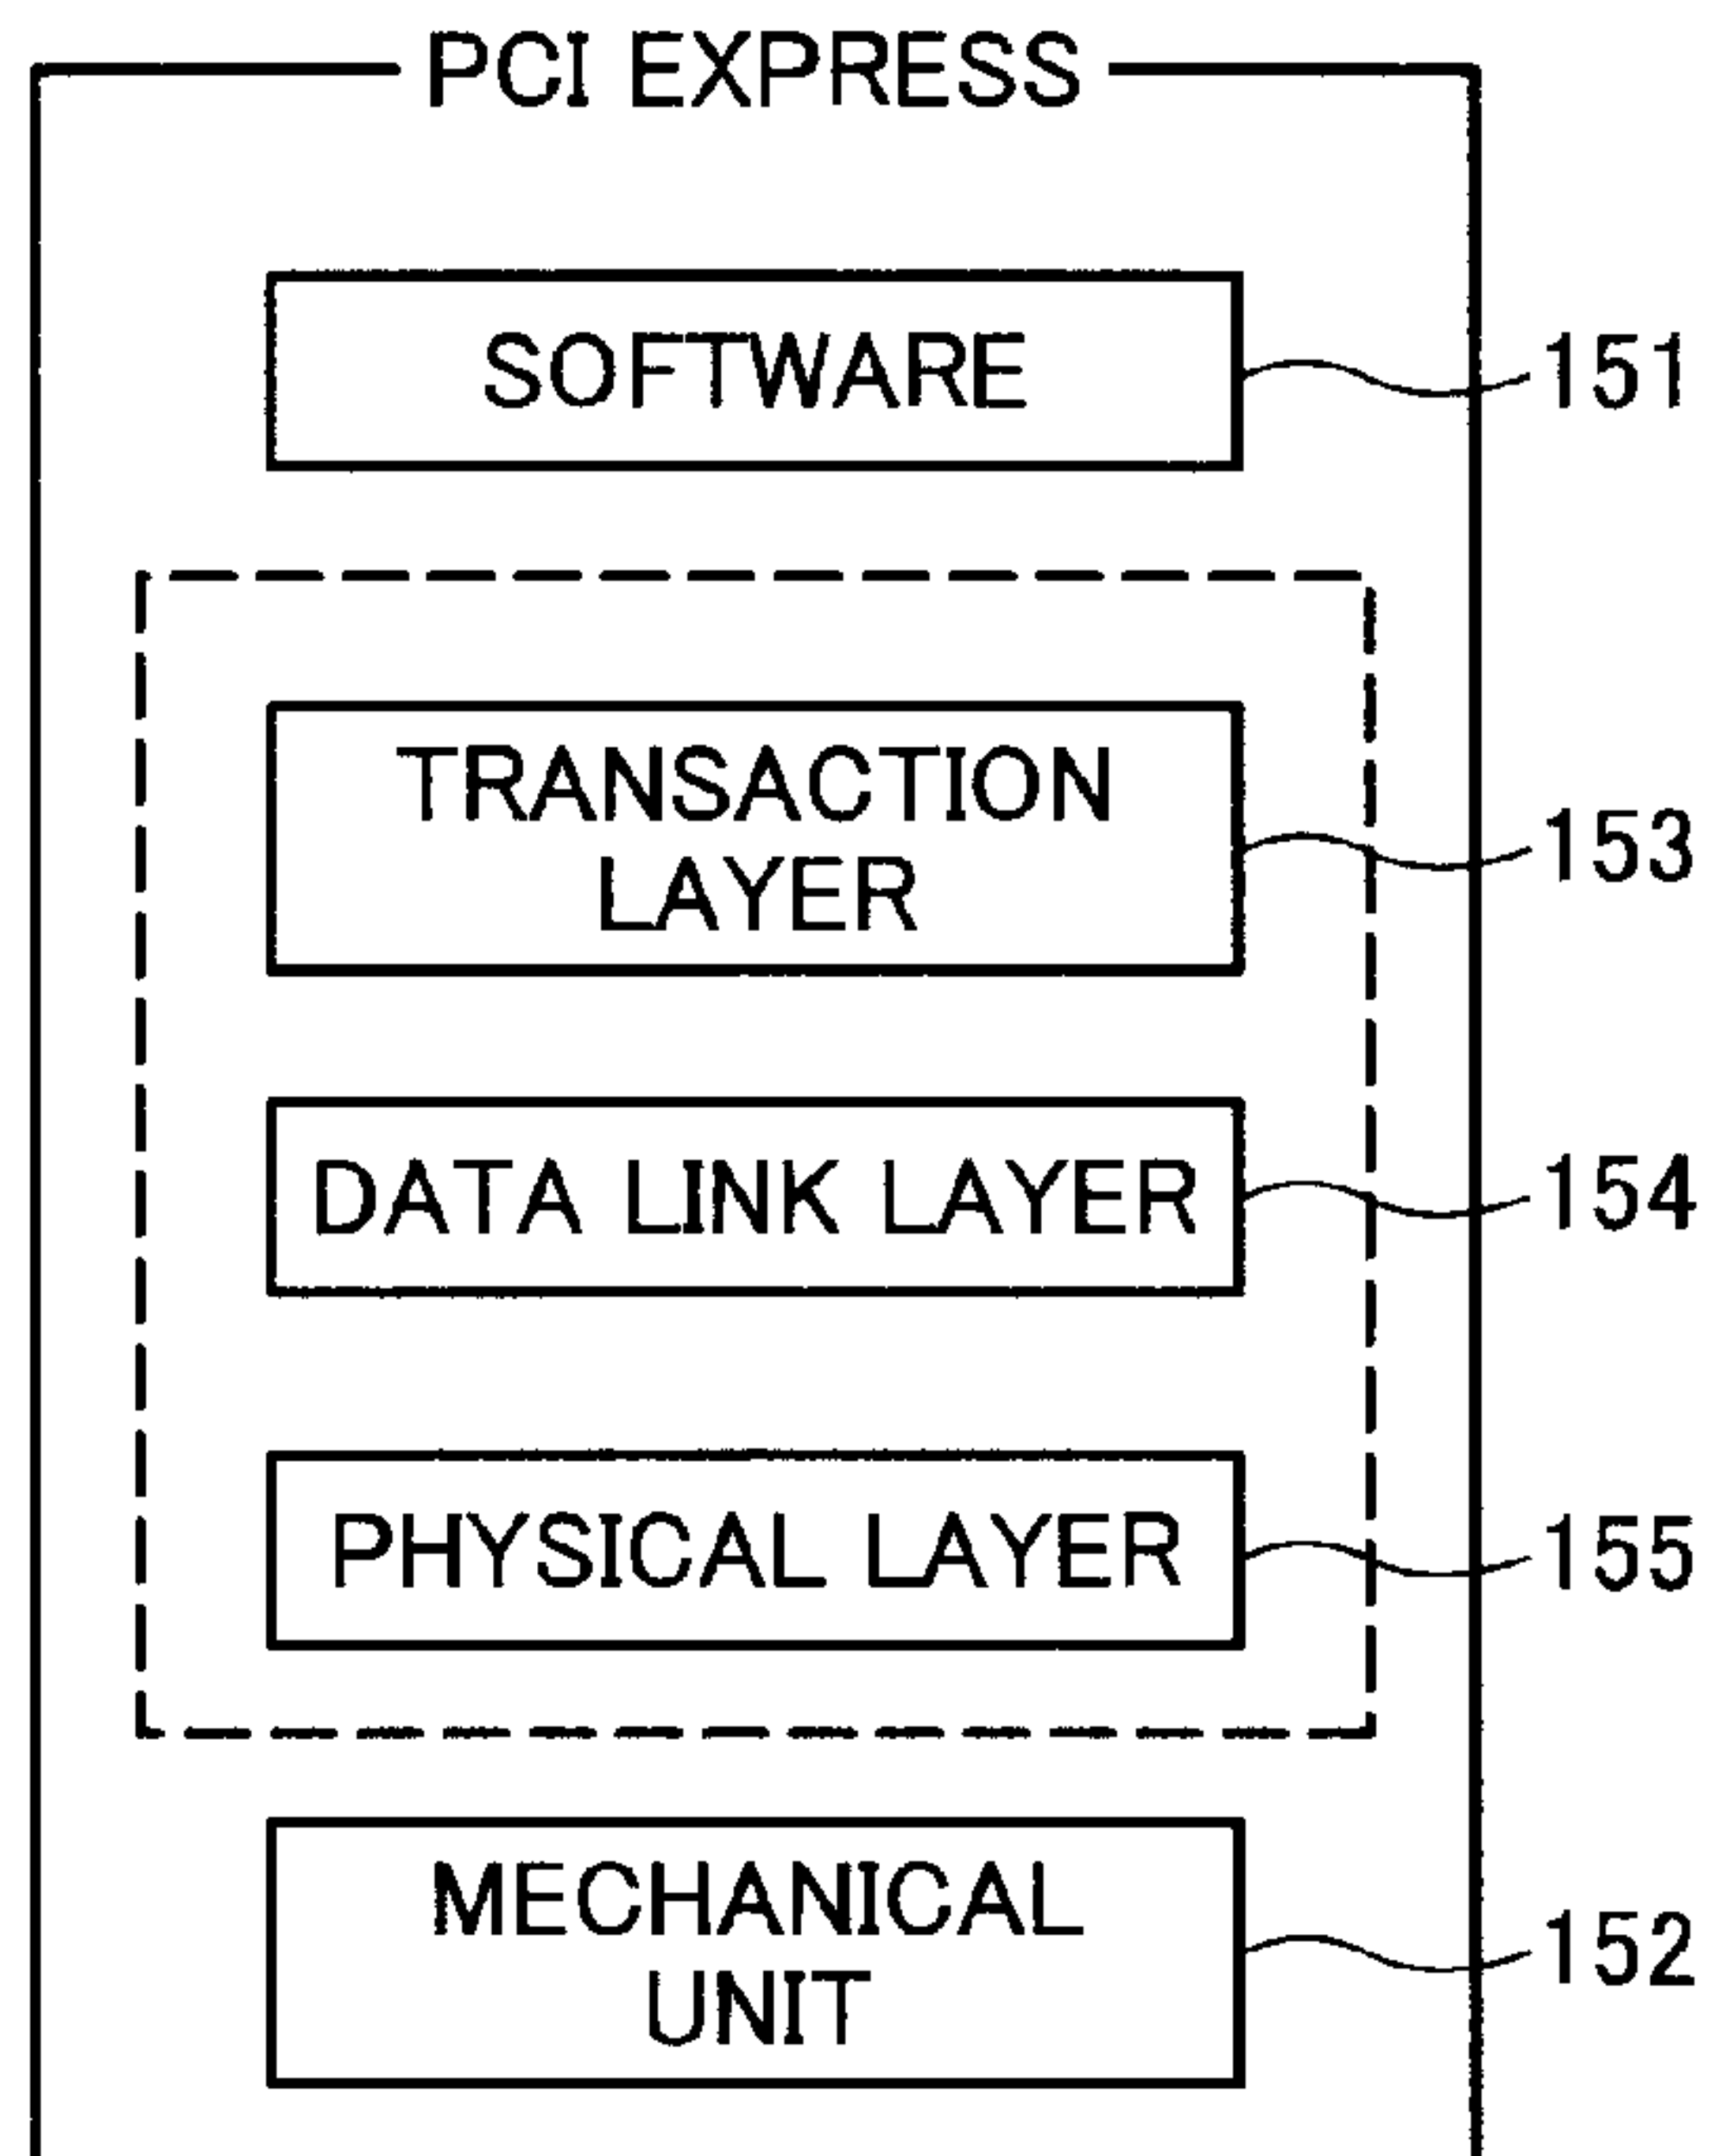 PCI EXPRESS
SOFTWARE
151
TRANSACTION
LAYER
153
DATA LINK LAYER
154
PHYSICAL LAYER
155
MECHANICAL
UNIT
152